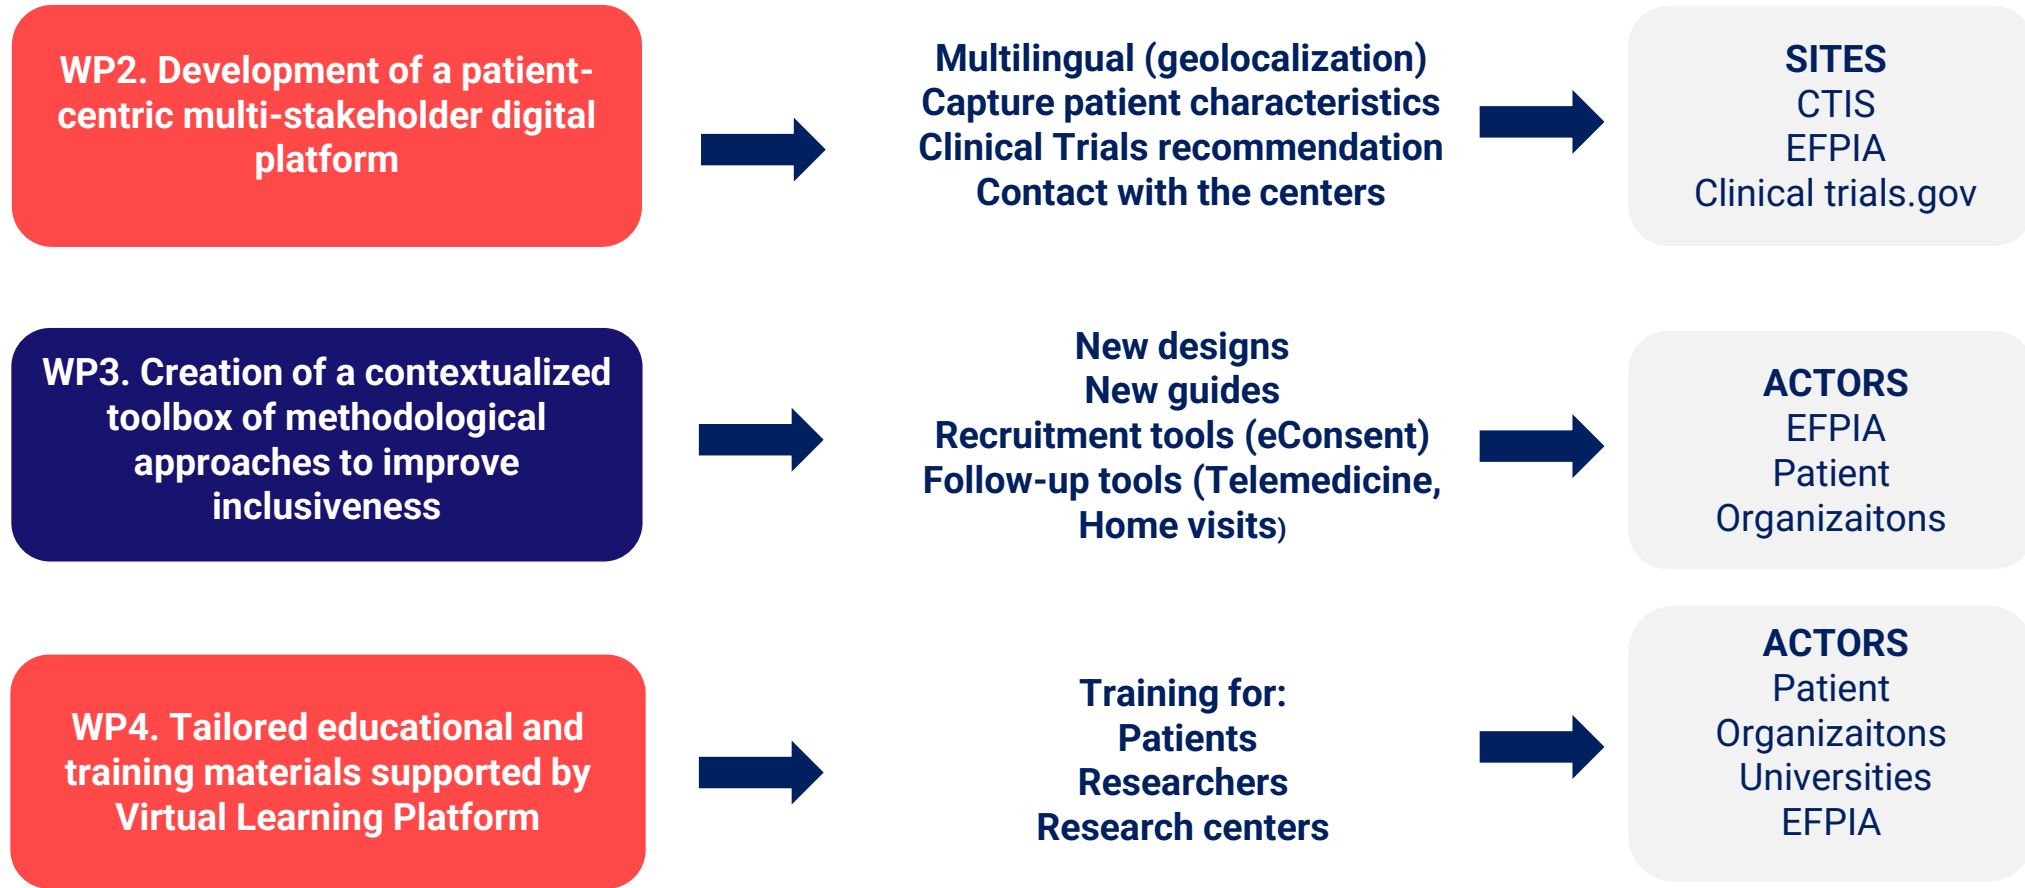 WP2. Development of a patient-
centric multi-stakeholder digital
platform
Multilingual (geolocalization)
Capture patient characteristics
Clinical Trials recommendation
Contact with the centers
SITES
CTIS
EFPIA
Clinical trials.gov
WP3. Creation of a contextualized
toolbox of methodological
approaches to improve
inclusiveness
New designs
New guides
Recruitment tools (eConsent)
Follow-up tools (Telemedicine,
Home visits)
ACTORS
EFPIA
Patient
Organizaitons
WP4. Tailored educational and
training materials supported by
Virtual Learning Platform
Training for:
Patients
Researchers
Research centers
ACTORS
Patient
Organizaitons
Universities
EFPIA